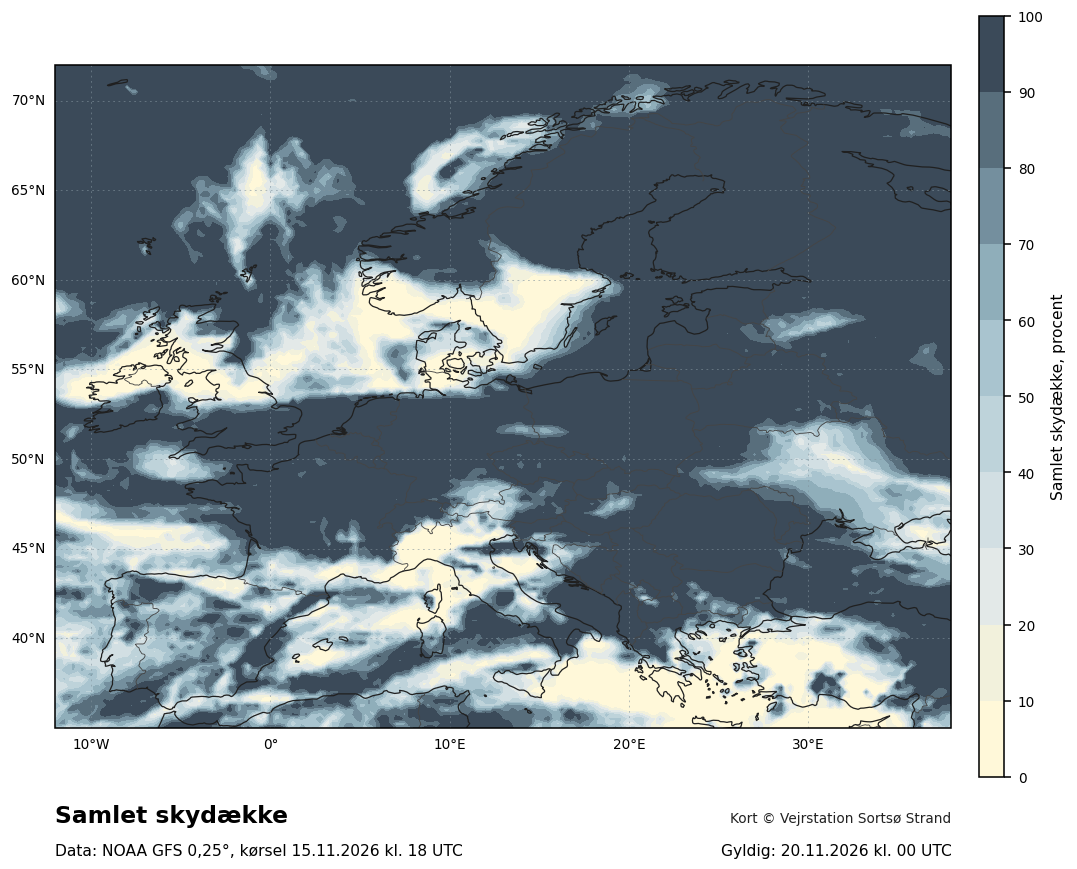 100
90
80
70
60
50
40
30
20
10
0
Samlet skydække, procent
70°N
65°N
60°N
55°N
50°N
45°N
40°N
10°W
0°
10°E
20°E
30°E
Samlet skydække
Kort © Vejrstation Sortsø Strand
Data: NOAA GFS 0,25°, kørsel 15.11.2026 kl. 18 UTC
Gyldig: 20.11.2026 kl. 00 UTC